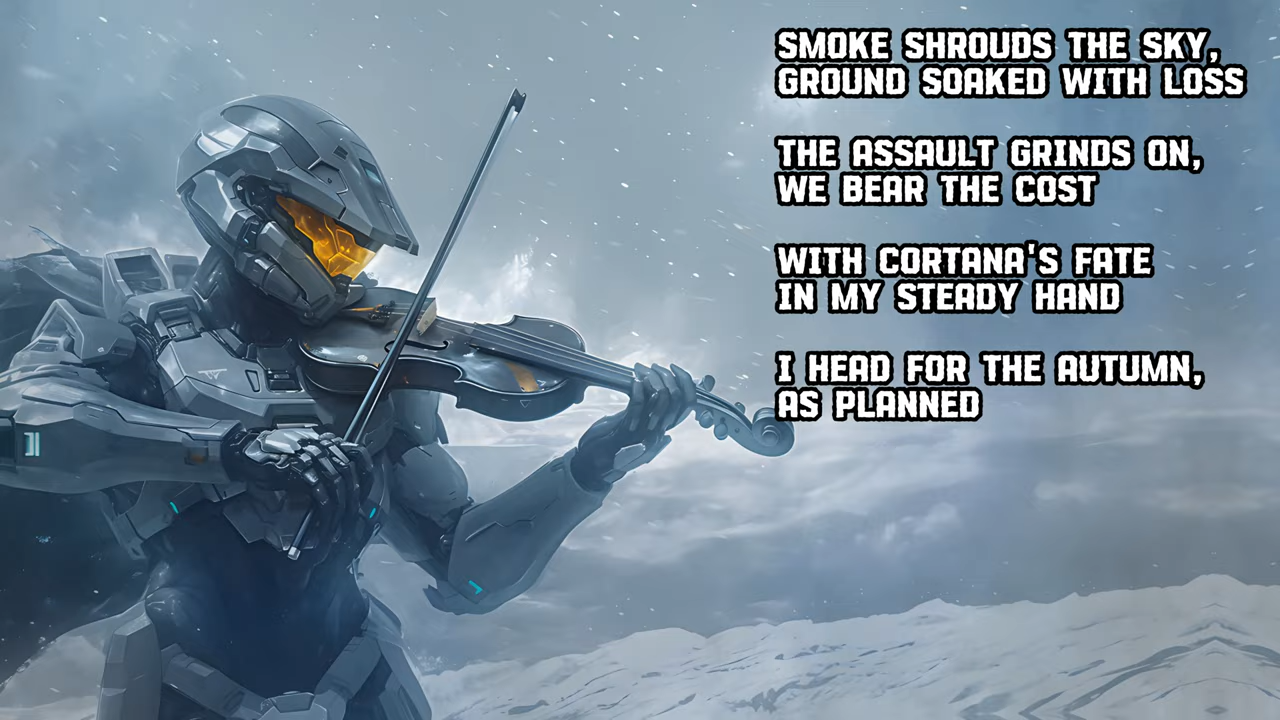 SMOKE SHROUDS THE SKY,
GROUND SOAKED WITH LOSS
THE ASSAULT GRINDS ON,
WE BEAR THE COST
WITH CORTANA'S FATE
IN MY STEADY HAND
I HEAD FOR THE AUTUMN,
AS PLANNED